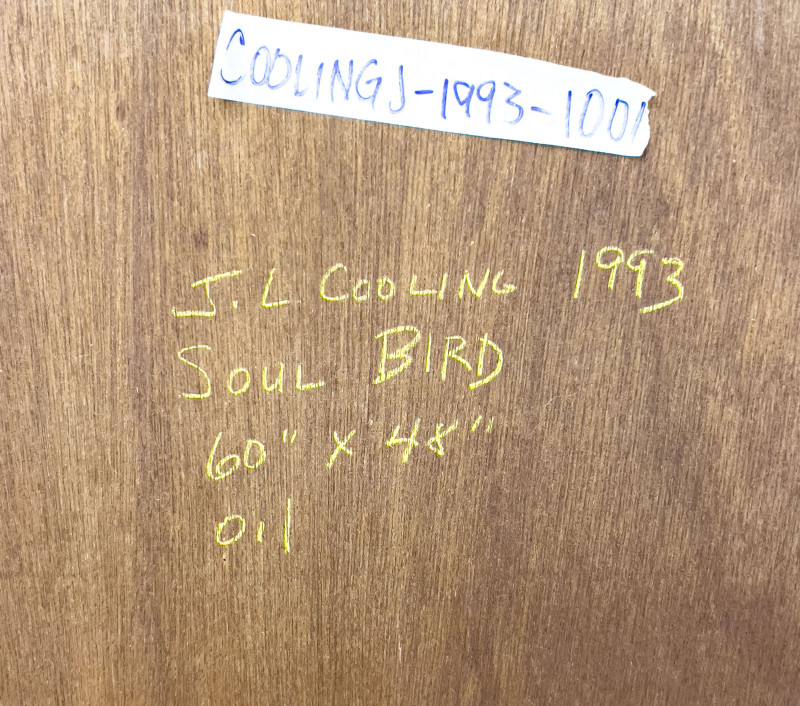 COOLINGJ-1993-1001
J. L COOLING 1993
SOUL BIRD
60" X 48"
oil